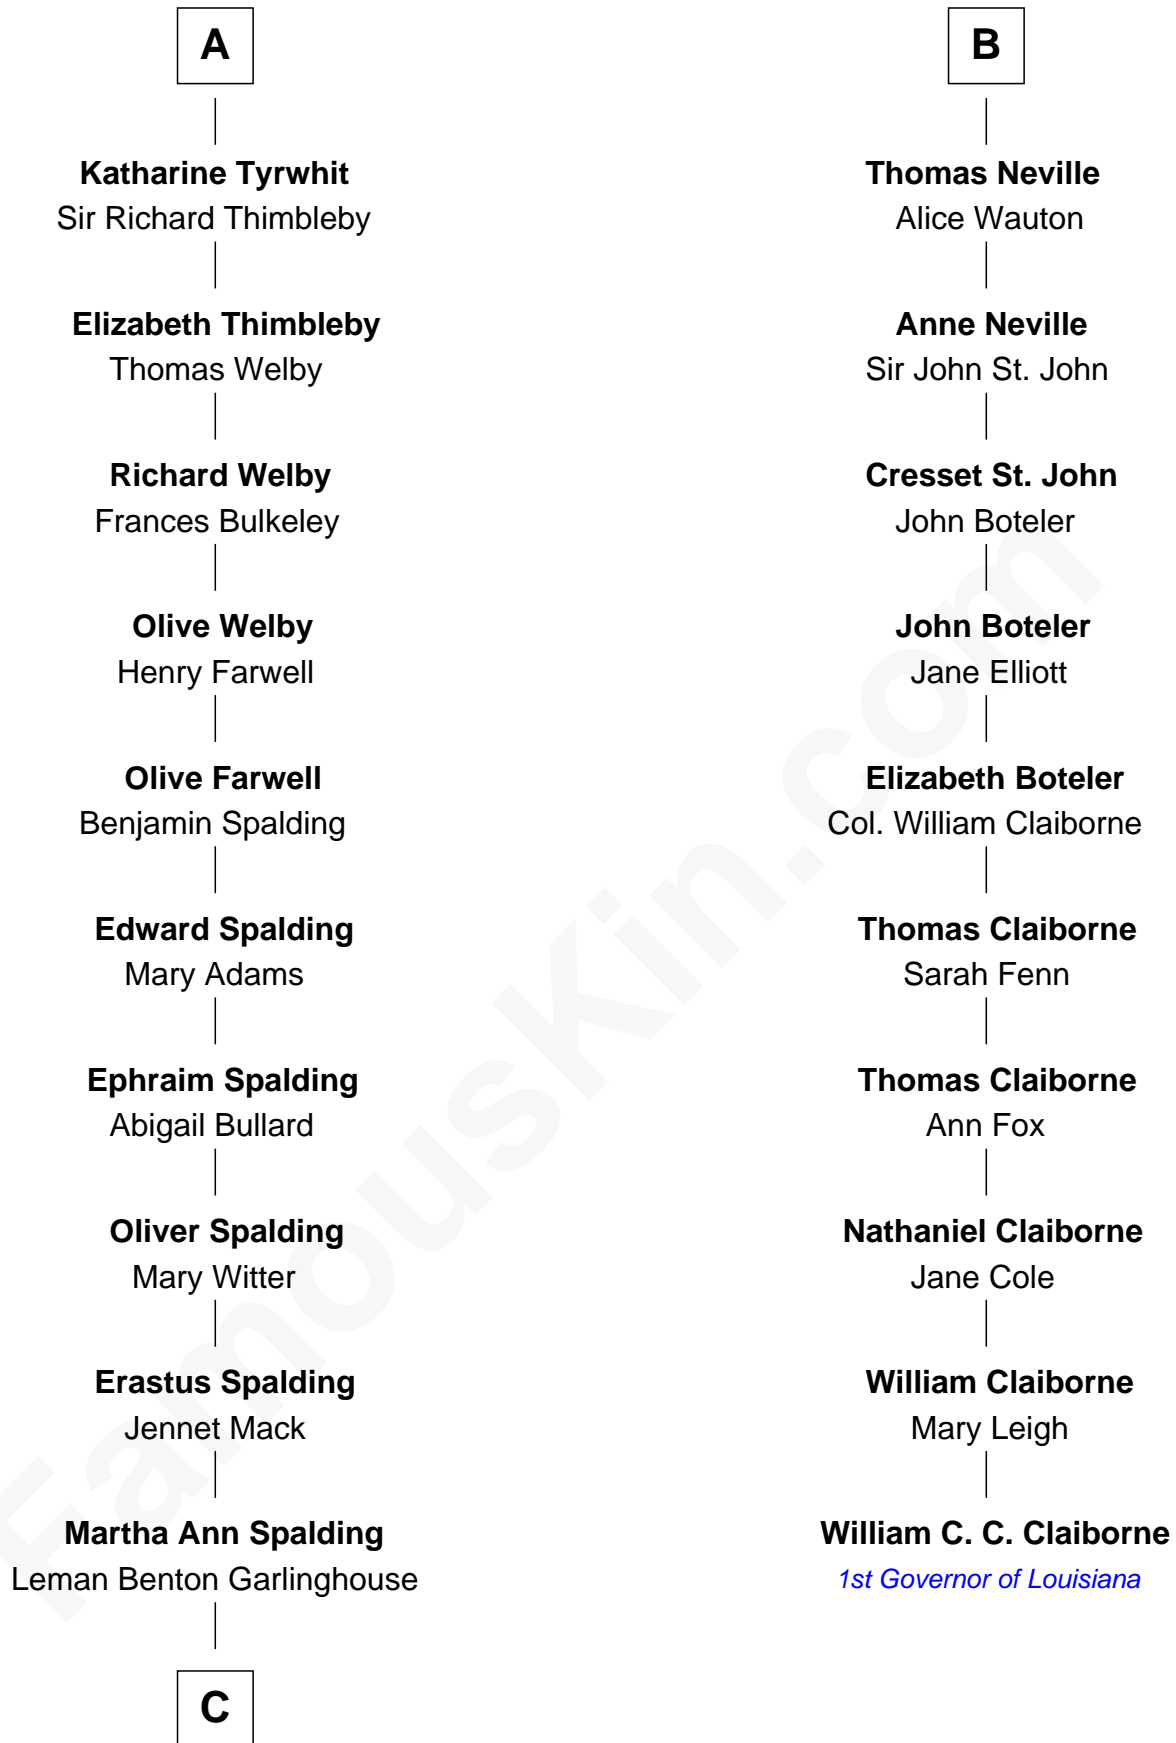 A
Katharine Tyrwhit
Sir Richard Thimbleby
Elizabeth Thimbleby
Thomas Welby
Richard Welby
Frances Bulkeley
Olive Welby
Henry Farwell
Olive Farwell
Benjamin Spalding
Edward Spalding
Mary Adams
Ephraim Spalding
Abigail Bullard
Oliver Spalding
Mary Witter
Erastus Spalding
Jennet Mack
Martha Ann Spalding
Leman Benton Garlinghouse
C
B
Thomas Neville
Alice Wauton
Anne Neville
Sir John St. John
Cresset St. John
John Boteler
John Boteler
Jane Elliott
Elizabeth Boteler
Col. William Claiborne
Thomas Claiborne
Sarah Fenn
Thomas Claiborne
Ann Fox
Nathaniel Claiborne
Jane Cole
William Claiborne
Mary Leigh
William C. C. Claiborne
1st Governor of Louisiana
FamousKin.com